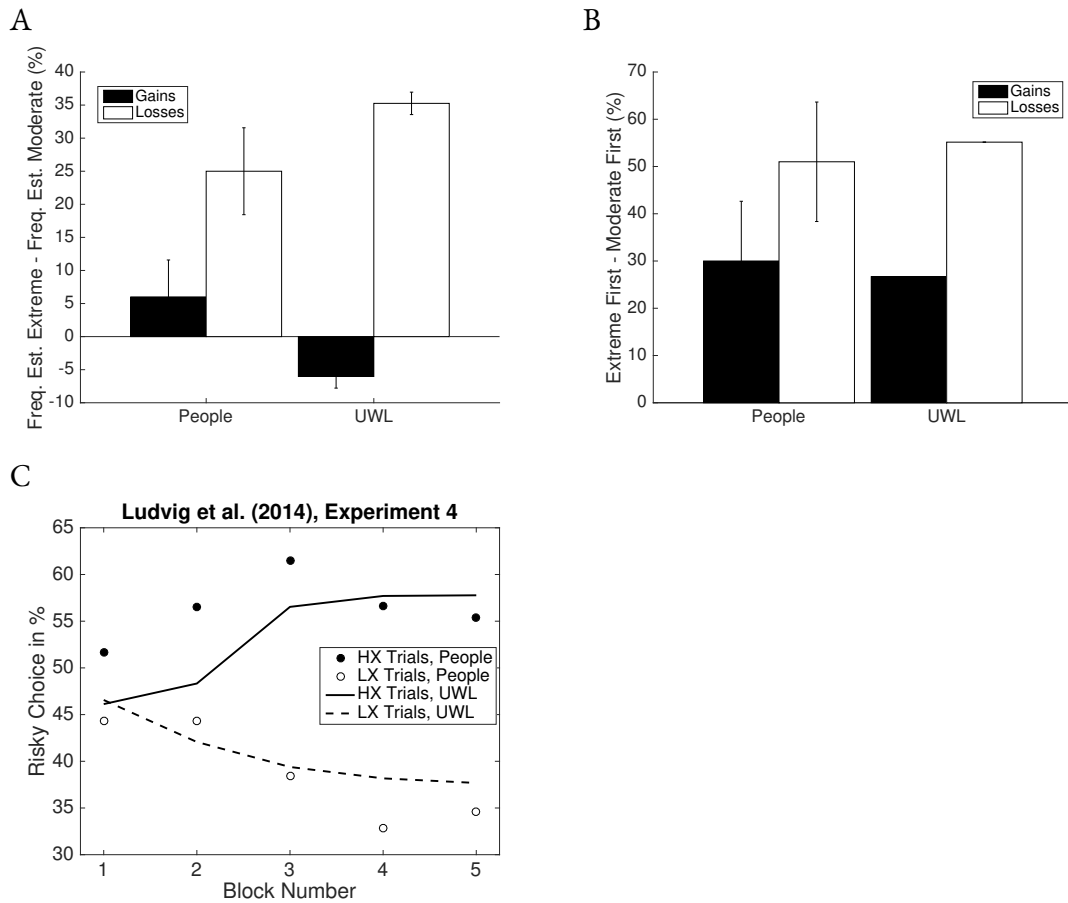 A
Freq. Est. Extreme - Freq. Est. Moderate (%)
40
35
30
25
20
15
10
5
0
-5
-10
Gains
Losses
People
UWL
B
Extreme First - Moderate First (%)
70
60
50
40
30
20
10
0
Gains
Losses
People
UWL
C
Ludvig et al. (2014), Experiment 4
Risky Choice in %
65
60
55
50
45
40
35
30
HX Trials, People
LX Trials, People
HX Trials, UWL
LX Trials, UWL
1 2 3 4 5
Block Number